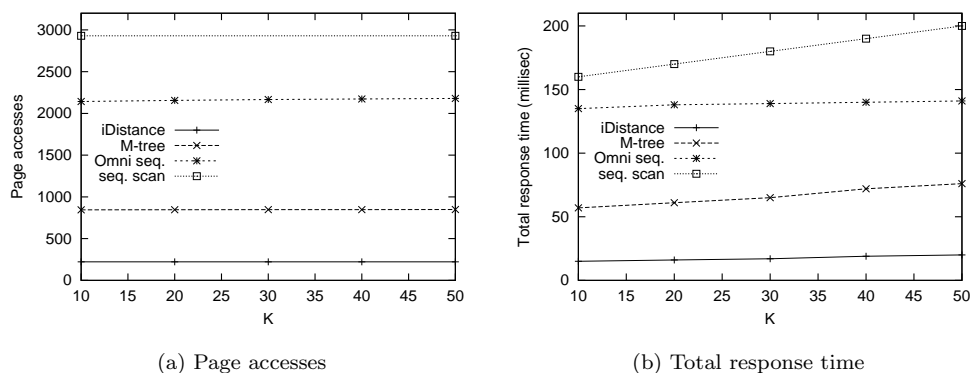 3000
2500
2000
1500
1000
500
0
Page accesses
iDistance
M-tree
Omni seq.
seq. scan
10 15 20 25 30 35 40 45 50
K
(a) Page accesses
200
150
100
50
0
Total response time (millisec)
iDistance
M-tree
Omni seq.
seq. scan
10 15 20 25 30 35 40 45 50
K
(b) Total response time